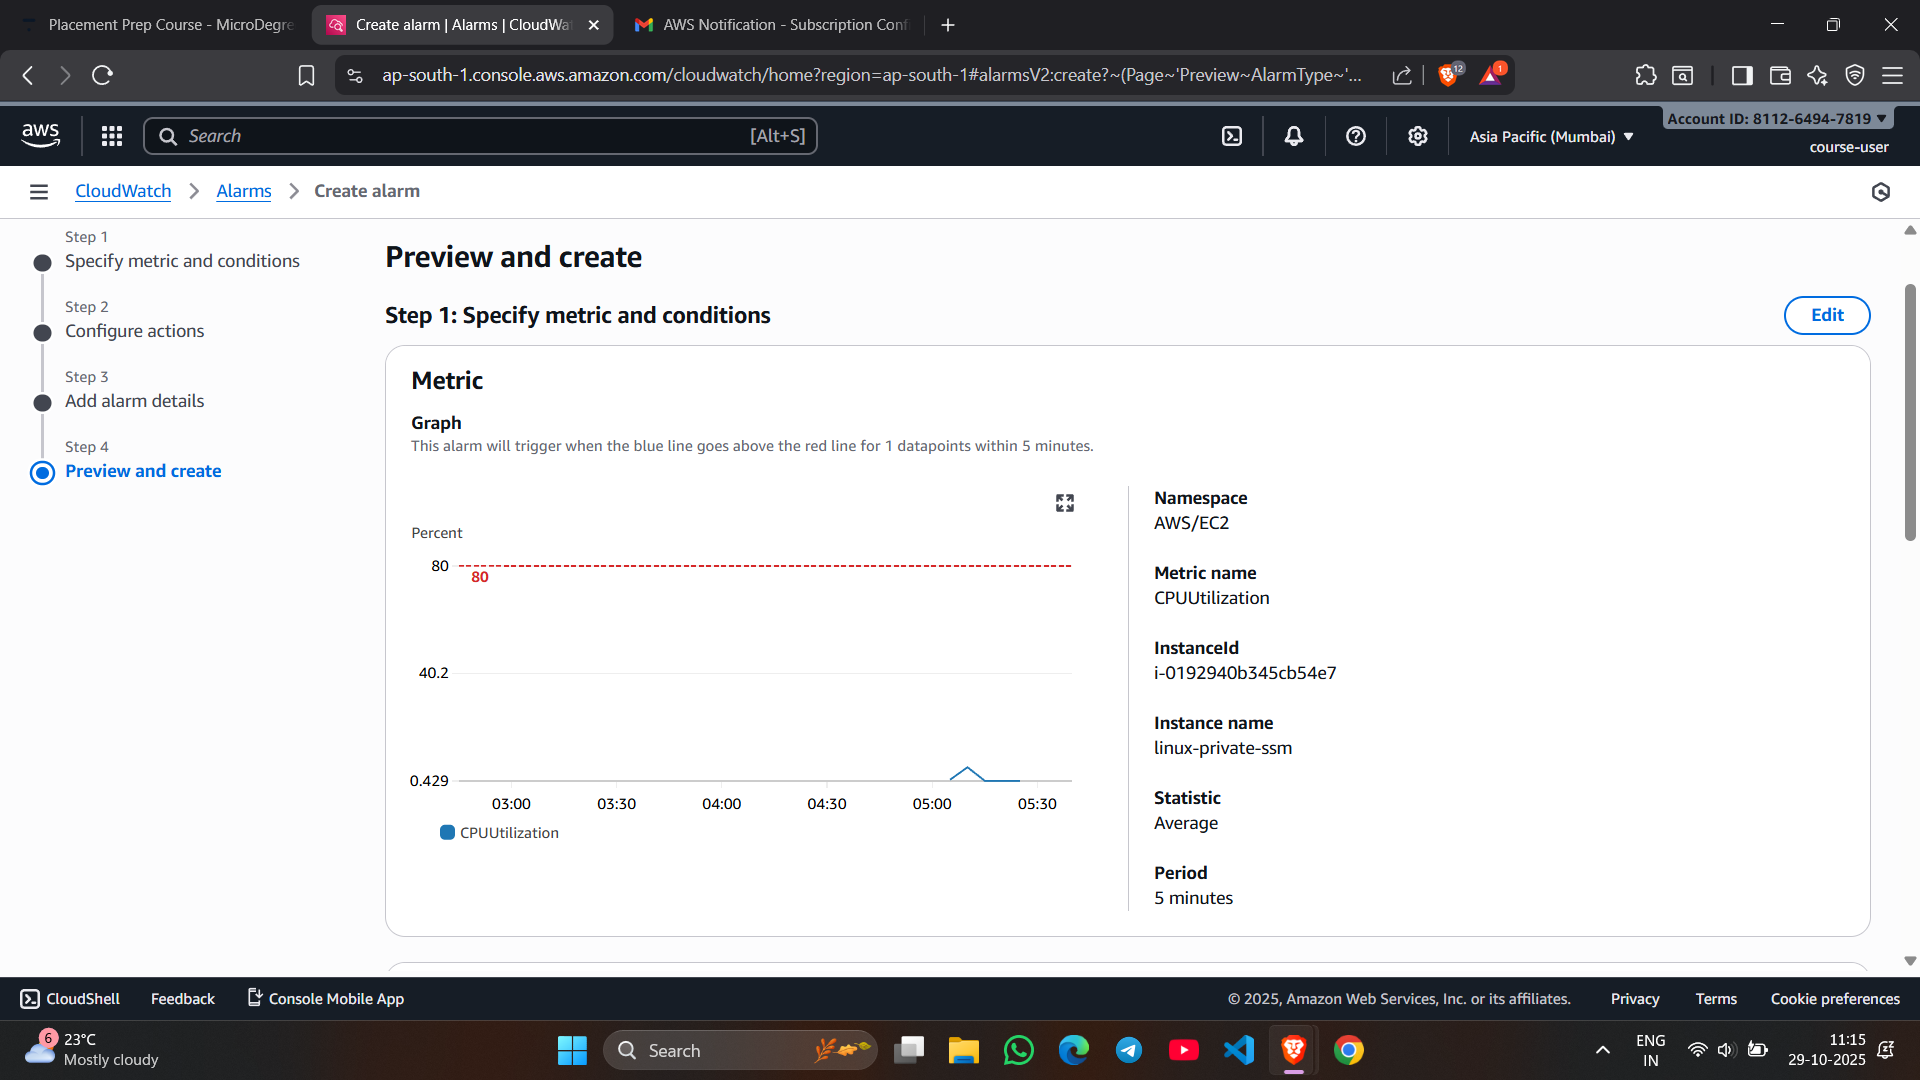 Placement Prep Course - MicroDegre
Create alarm | Alarms | CloudWa
AWS Notification - Subscription Conf
ap-south-1.console.aws.amazon.com/cloudwatch/home?region=ap-south-1#alarmsV2:create?~(Page~'Preview~AlarmType~'...
12
1
aws
Search
[Alt+S]
Asia Pacific (Mumbai)
Account ID: 8112-6494-7819
course-user
CloudWatch
Alarms
Create alarm
Step 1
Specify metric and conditions
Step 2
Configure actions
Step 3
Add alarm details
Step 4
Preview and create
Preview and create
Step 1: Specify metric and conditions
Edit
Metric
Graph
This alarm will trigger when the blue line goes above the red line for 1 datapoints within 5 minutes.
Percent
80
80
40.2
0.429
03:00
03:30
04:00
04:30
05:00
05:30
CPUUtilization
Namespace
AWS/EC2
Metric name
CPUUtilization
InstanceId
i-0192940b345cb54e7
Instance name
linux-private-ssm
Statistic
Average
Period
5 minutes
CloudShell
Feedback
Console Mobile App
© 2025, Amazon Web Services, Inc. or its affiliates.
Privacy
Terms
Cookie preferences
6
23°C
Mostly cloudy
Search
ENG
IN
11:15
29-10-2025